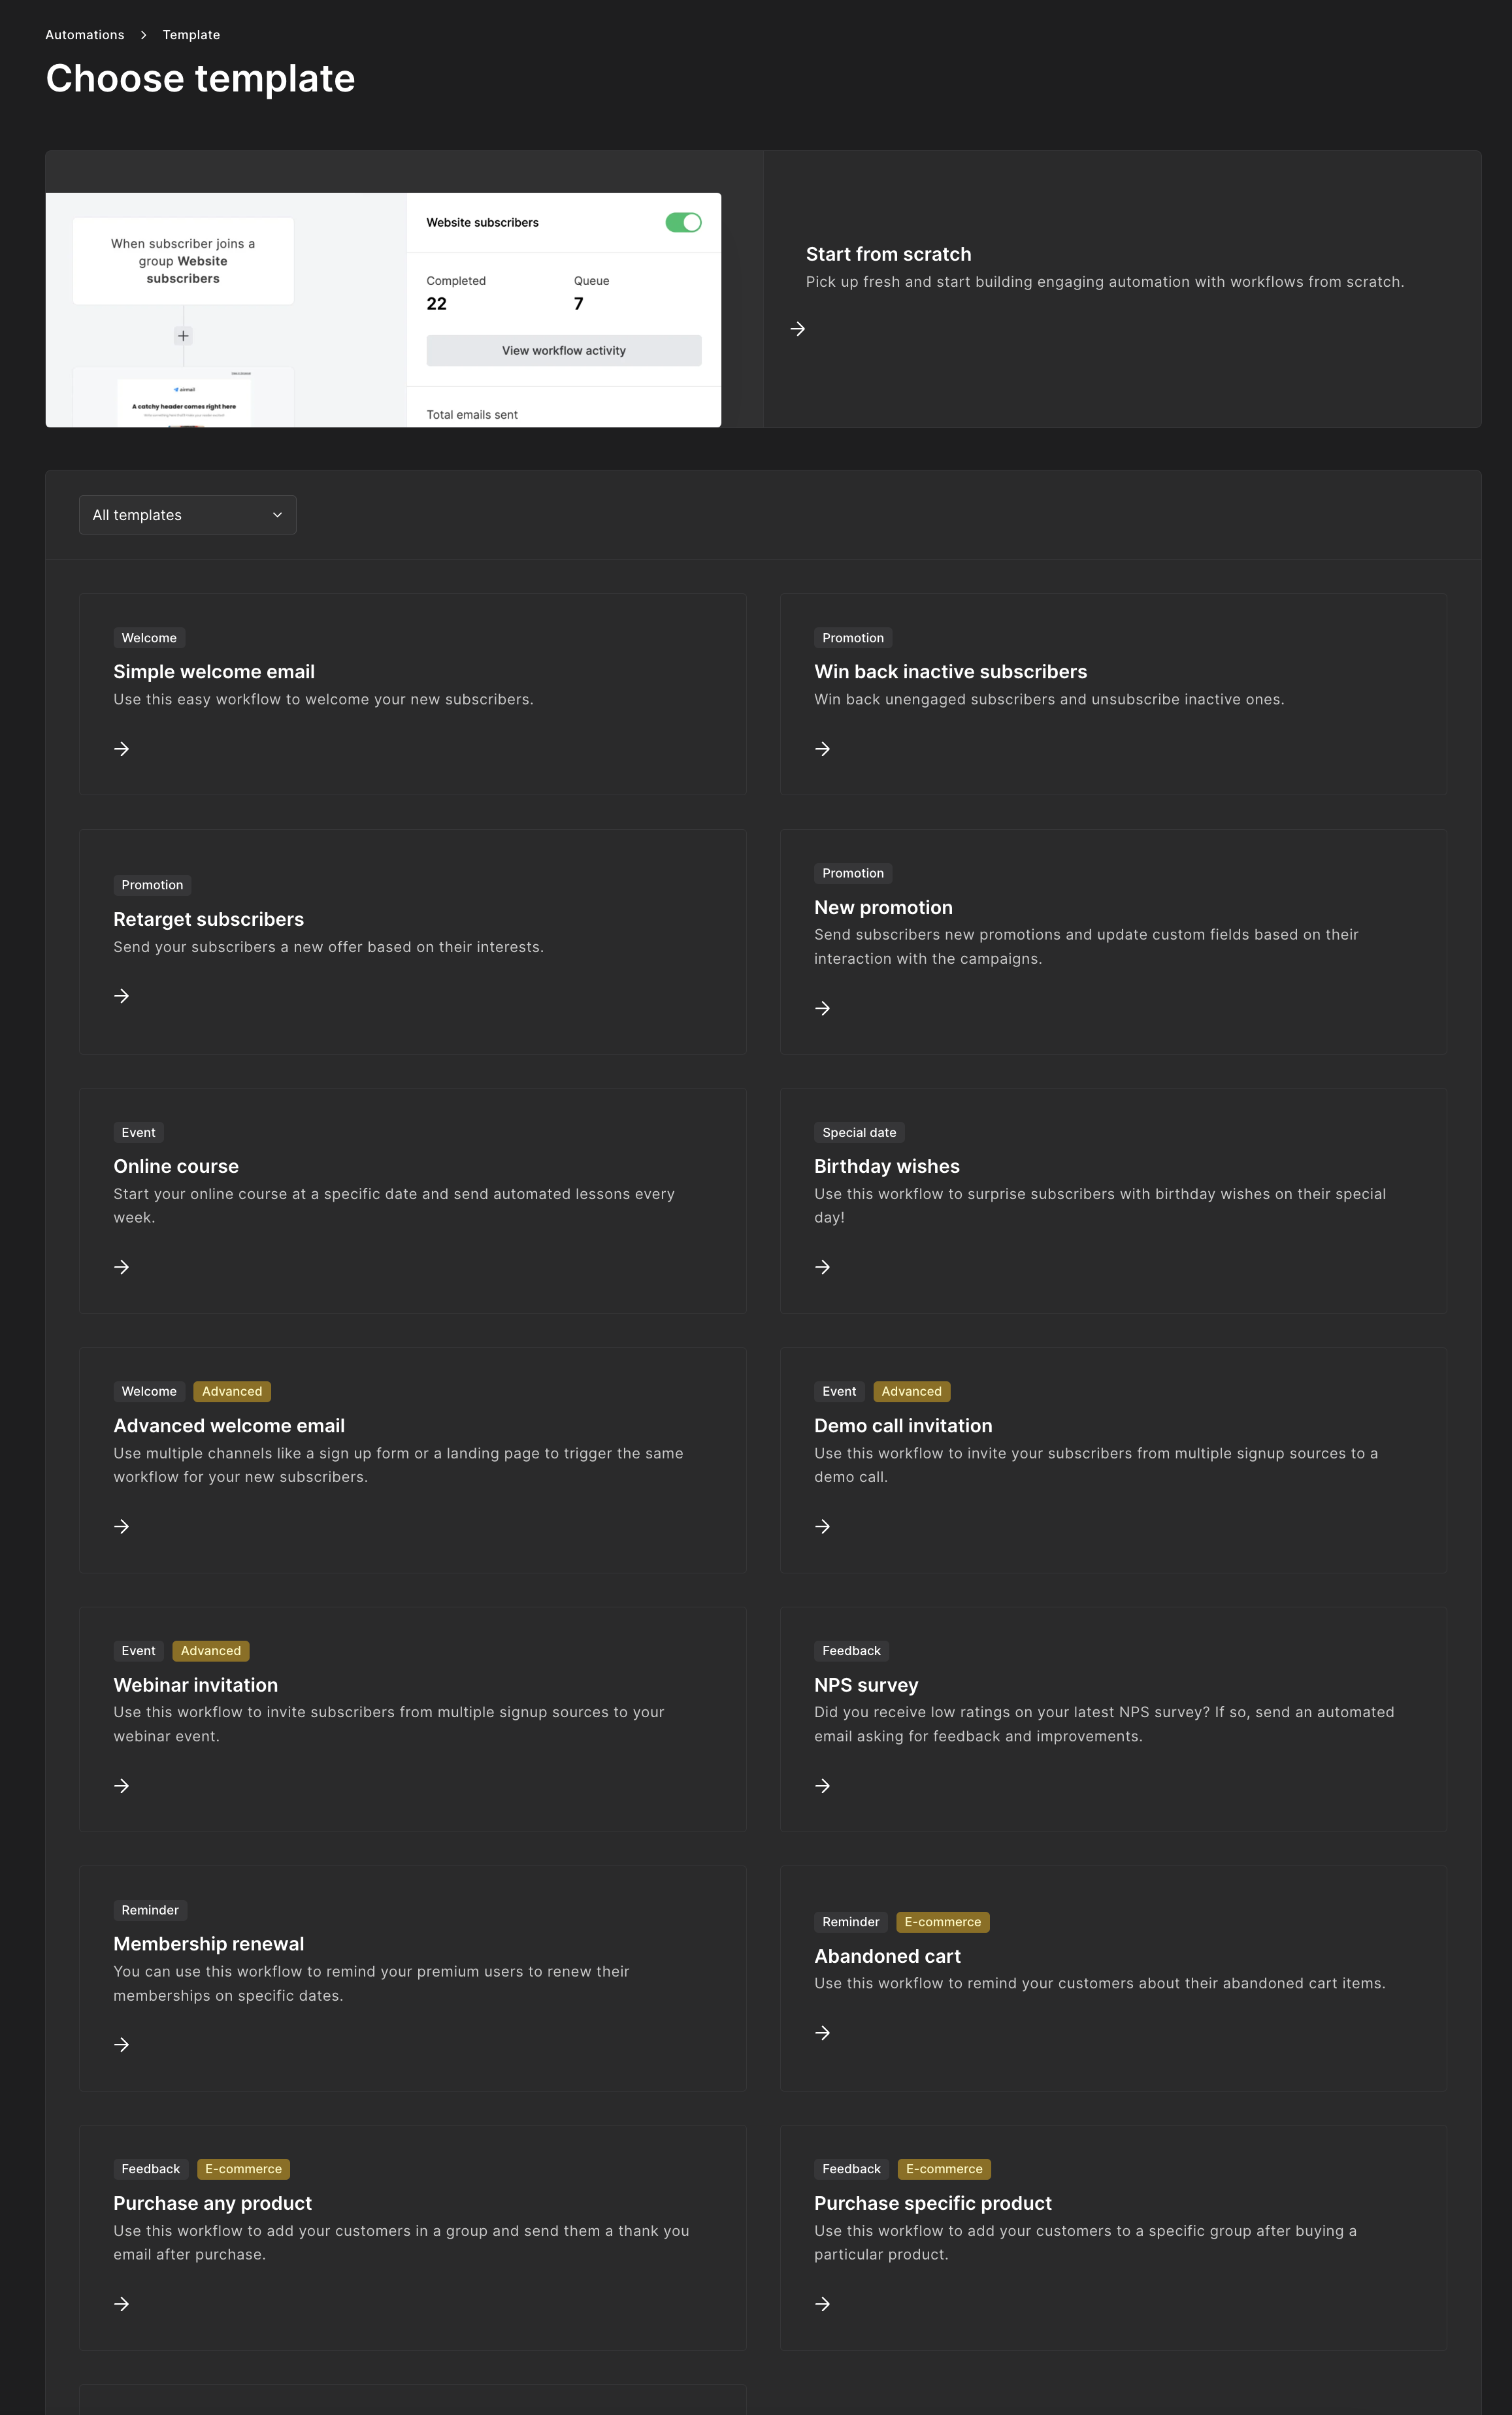 Automations > Template
Choose template
When subscriber joins a
group Website
subscribers
airmail
A catchy header comes right here
Website subscribers
Completed
Queue
22
7
View workflow activity
Total emails sent
Start from scratch
Pick up fresh and start building engaging automation with workflows from scratch.
All templates
Welcome
Simple welcome email
Use this easy workflow to welcome your new subscribers.
Promotion
Win back inactive subscribers
Win back unengaged subscribers and unsubscribe inactive ones.
Promotion
Retarget subscribers
Send your subscribers a new offer based on their interests.
Promotion
New promotion
Send subscribers new promotions and update custom fields based on their
interaction with the campaigns.
Event
Online course
Start your online course at a specific date and send automated lessons every
week.
Special date
Birthday wishes
Use this workflow to surprise subscribers with birthday wishes on their special
day!
Welcome Advanced
Advanced welcome email
Use multiple channels like a sign up form or a landing page to trigger the same
workflow for your new subscribers.
Event Advanced
Demo call invitation
Use this workflow to invite your subscribers from multiple signup sources to a
demo call.
Event Advanced
Webinar invitation
Use this workflow to invite subscribers from multiple signup sources to your
webinar event.
Feedback
NPS survey
Did you receive low ratings on your latest NPS survey? If so, send an automated
email asking for feedback and improvements.
Reminder
Membership renewal
You can use this workflow to remind your premium users to renew their
memberships on specific dates.
Reminder E-commerce
Abandoned cart
Use this workflow to remind your customers about their abandoned cart items.
Feedback E-commerce
Purchase any product
Use this workflow to add your customers in a group and send them a thank you
email after purchase.
Feedback E-commerce
Purchase specific product
Use this workflow to add your customers to a specific group after buying a
particular product.